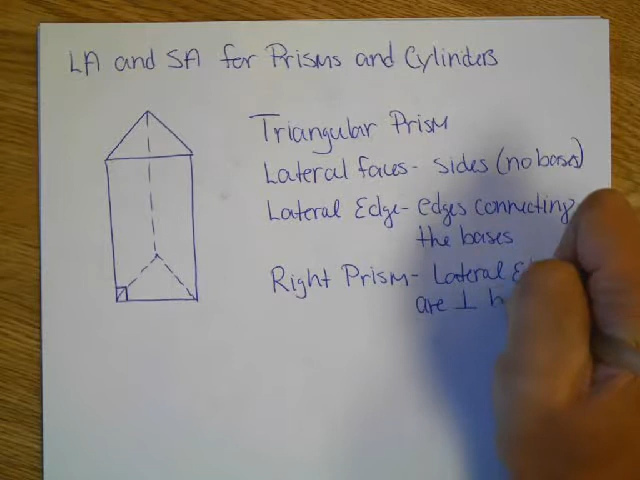 LA and SA for Prisms and Cylinders
Triangular Prism
Lateral faces- sides (no bases)
Lateral Edge- edges connecting
the bases
Right Prism- Lateral
are ⊥